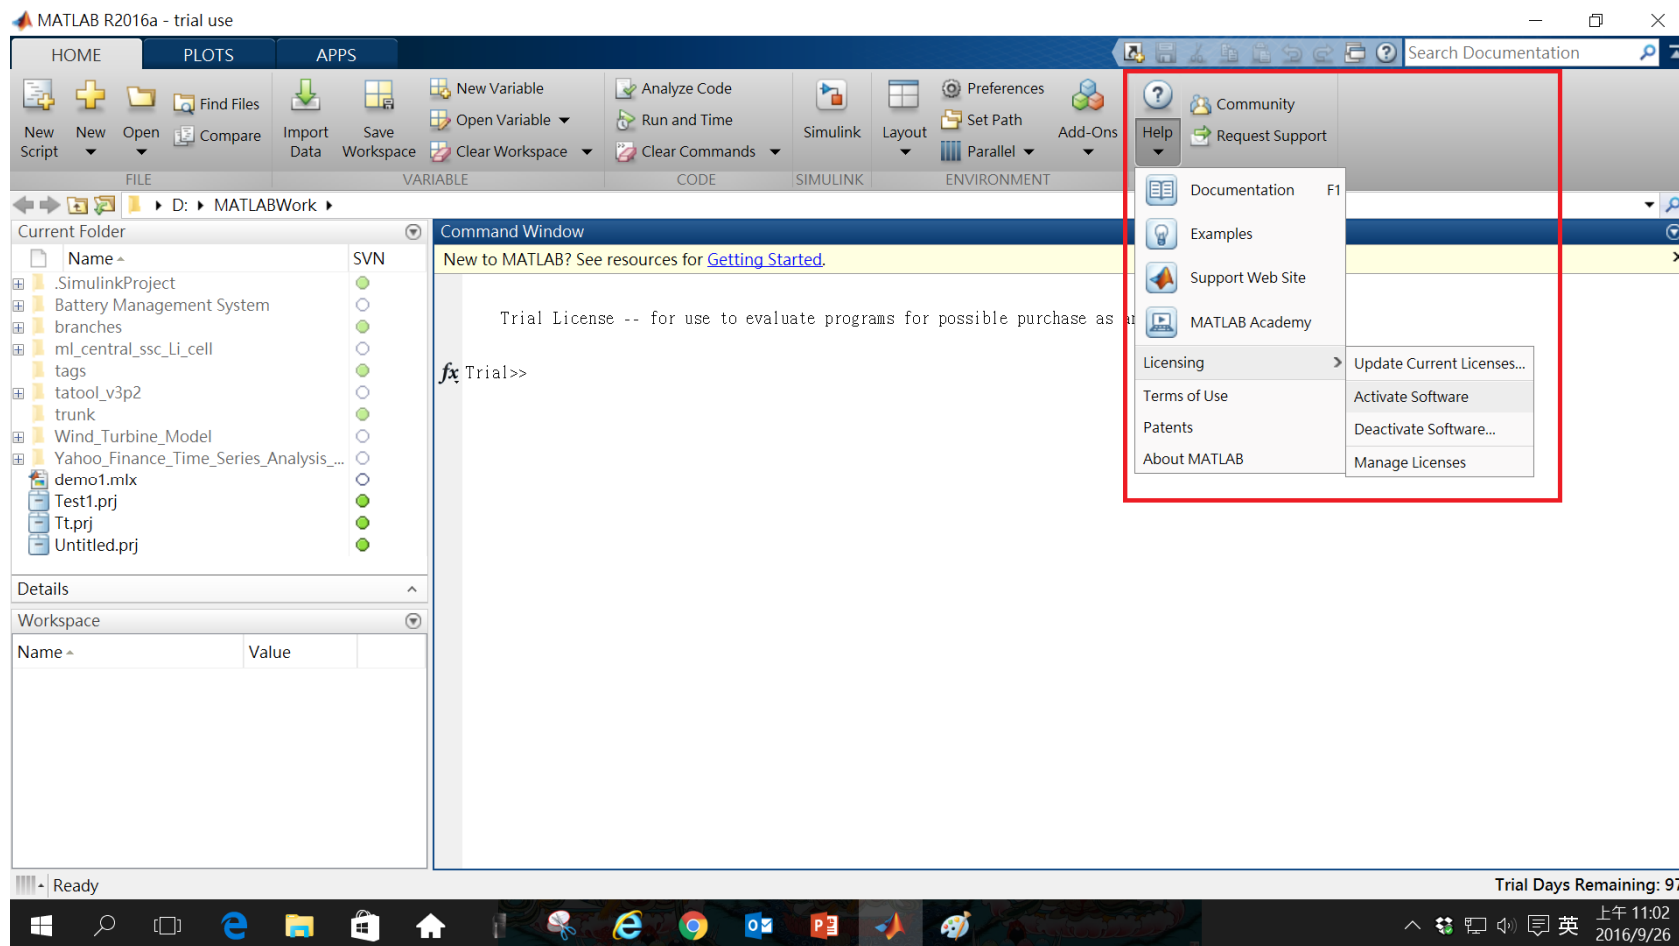 MATLAB R2016a - trial use
HOME PLOTS APPS
Search Documentation
New Script
New
Open
Find Files
Compare
Import Data
Save Workspace
New Variable
Open Variable
Clear Workspace
Analyze Code
Run and Time
Clear Commands
Simulink
Layout
Preferences
Set Path
Parallel
Add-Ons
Help
Community
Request Support
FILE VARIABLE CODE SIMULINK ENVIRONMENT
D: MATLABWork
Current Folder
Name SVN
.SimulinkProject
Battery Management System
branches
ml_central_ssc_Li_cell
tags
tatool_v3p2
trunk
Wind_Turbine_Model
Yahoo_Finance_Time_Series_Analysis_...
demo1.mlx
Test1.prj
Tt.prj
Untitled.prj
Details
Workspace
Name Value
Command Window
New to MATLAB? See resources for Getting Started.
Trial License -- for use to evaluate programs for possible purchase as
fx Trial>>
Documentation F1
Examples
Support Web Site
MATLAB Academy
Licensing
Terms of Use
Patents
About MATLAB
Update Current Licenses...
Activate Software
Deactivate Software...
Manage Licenses
Ready
Trial Days Remaining: 97
英
上午 11:02
2016/9/26